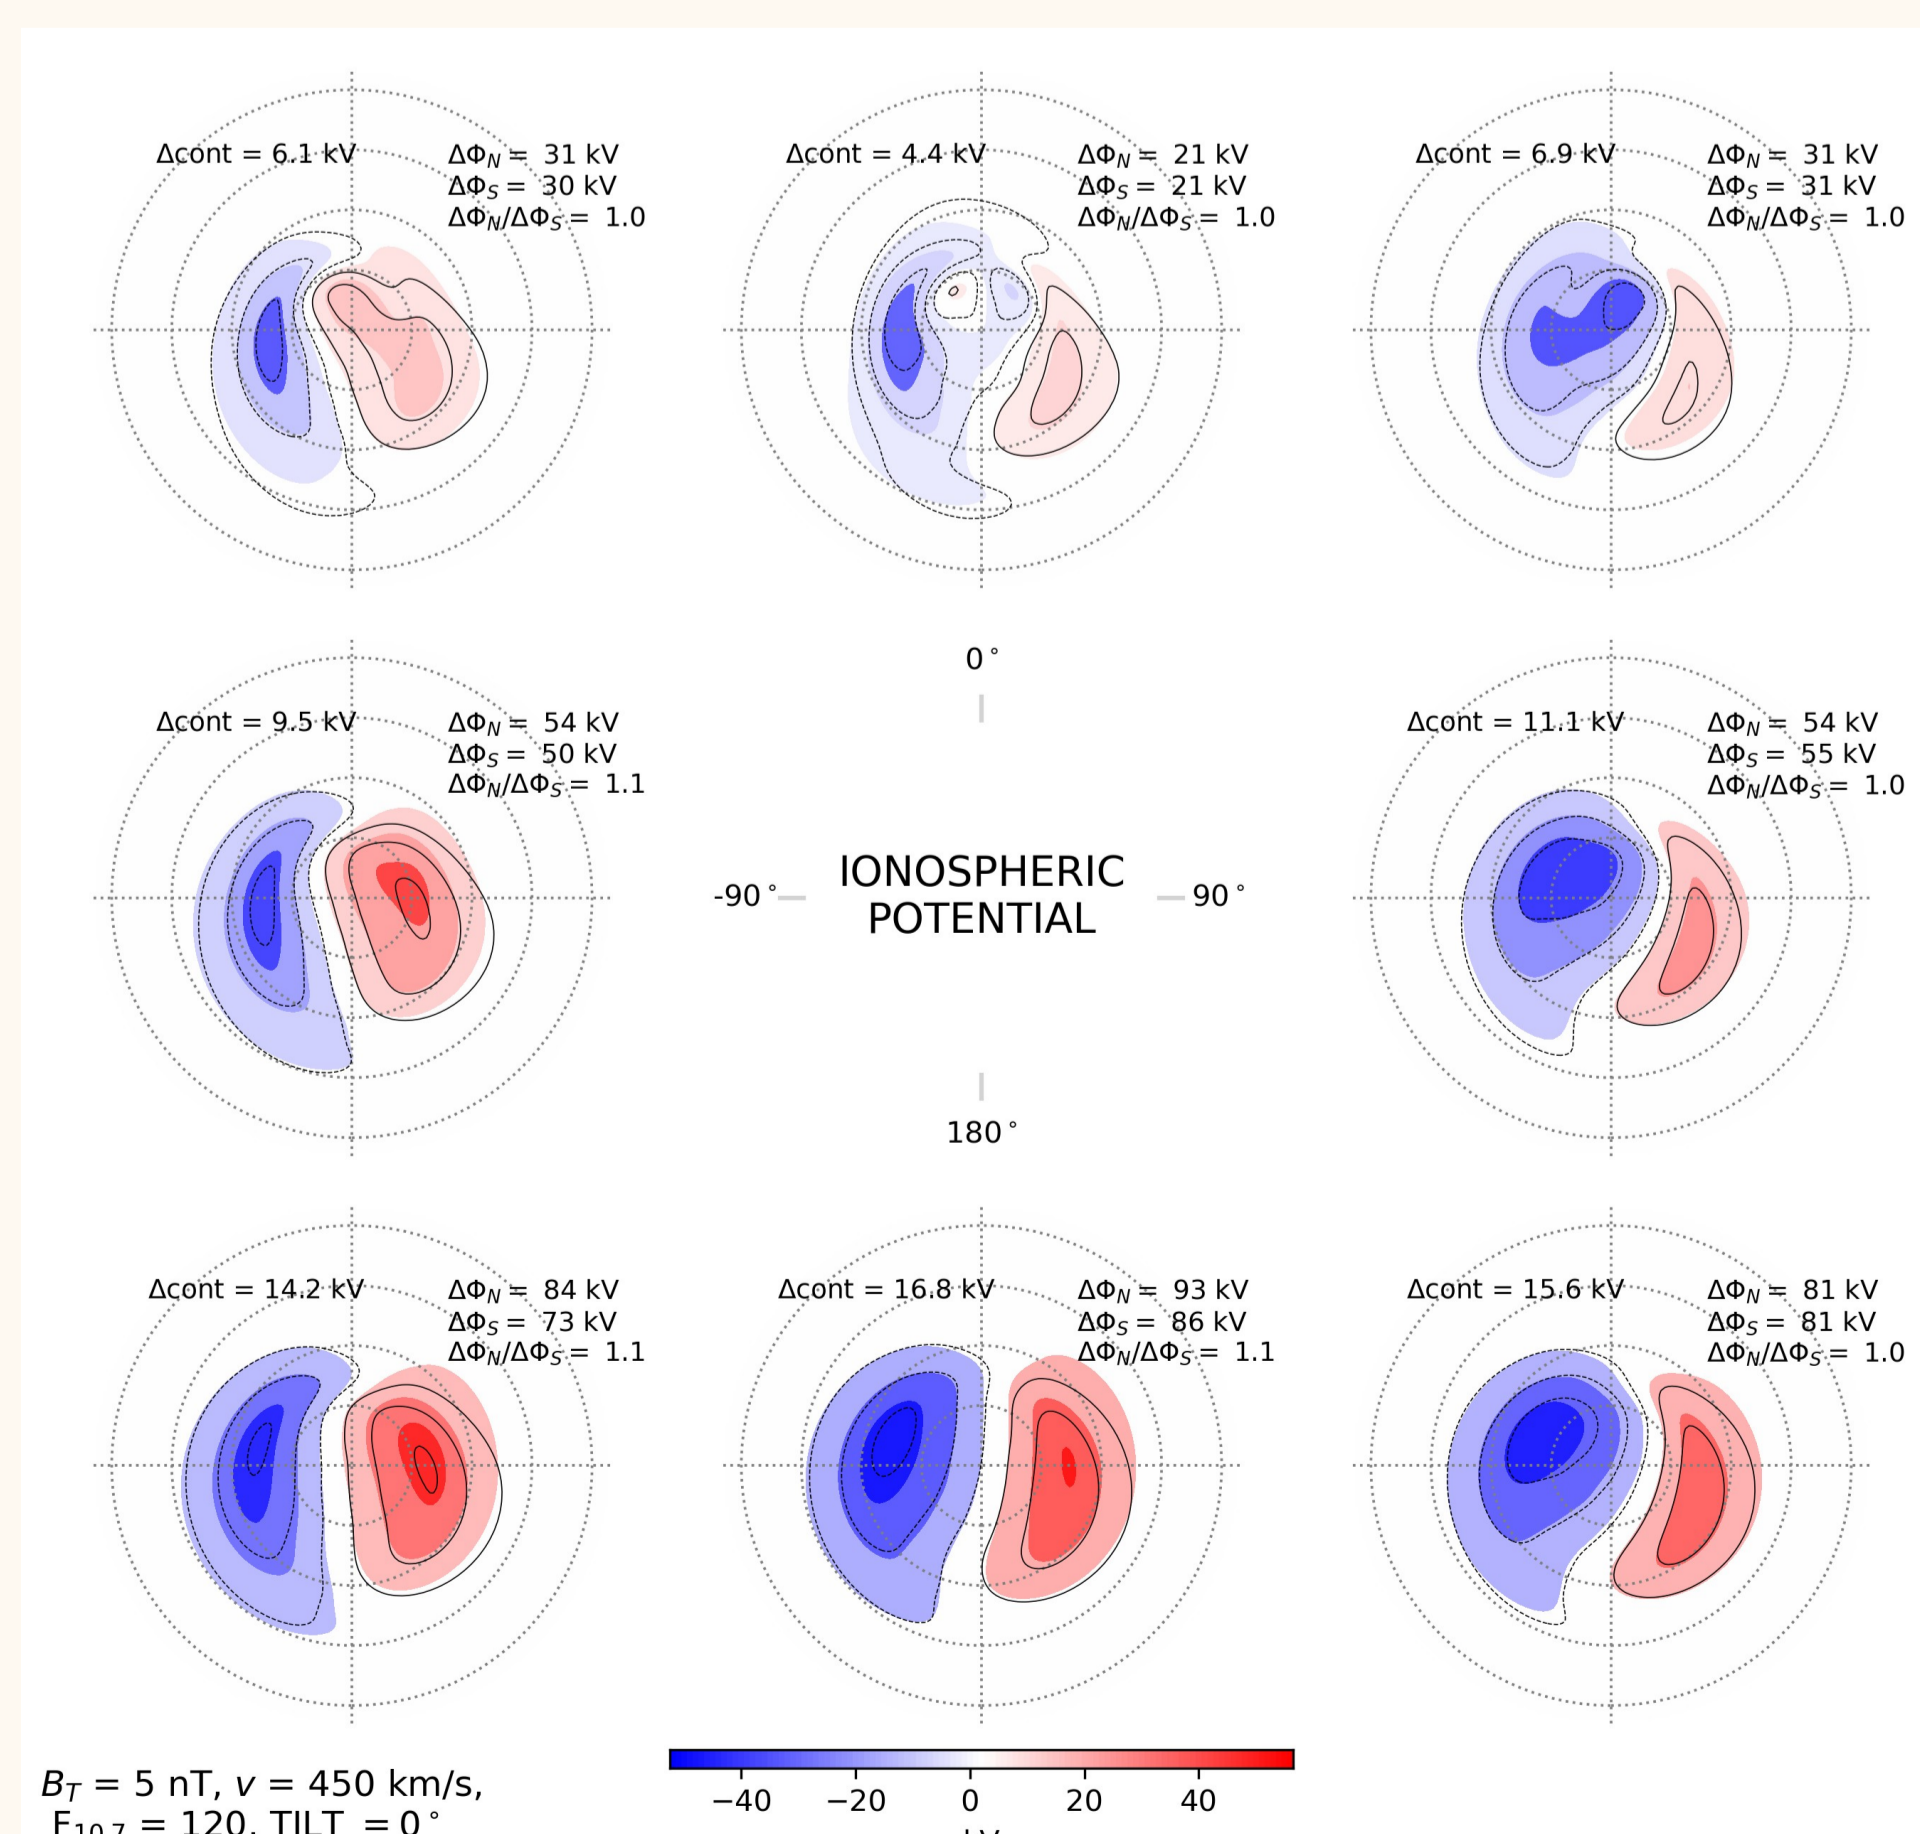 Δcont = 6.1 kV
ΔΦN = 31 kV
ΔΦS = 30 kV
ΔΦN/ΔΦS = 1.0
Δcont = 4.4 kV
ΔΦN = 21 kV
ΔΦS = 21 kV
ΔΦN/ΔΦS = 1.0
Δcont = 6.9 kV
ΔΦN = 31 kV
ΔΦS = 31 kV
ΔΦN/ΔΦS = 1.0
Δcont = 9.5 kV
ΔΦN = 54 kV
ΔΦS = 50 kV
ΔΦN/ΔΦS = 1.1
0°
-90°
IONOSPHERIC
POTENTIAL
90°
180°
Δcont = 11.1 kV
ΔΦN = 54 kV
ΔΦS = 55 kV
ΔΦN/ΔΦS = 1.0
Δcont = 14.2 kV
ΔΦN = 84 kV
ΔΦS = 73 kV
ΔΦN/ΔΦS = 1.1
Δcont = 16.8 kV
ΔΦN = 93 kV
ΔΦS = 86 kV
ΔΦN/ΔΦS = 1.1
Δcont = 15.6 kV
ΔΦN = 81 kV
ΔΦS = 81 kV
ΔΦN/ΔΦS = 1.0
BT = 5 nT, v = 450 km/s,
F10.7 = 120, TILT = 0°
−40 −20 0 20 40